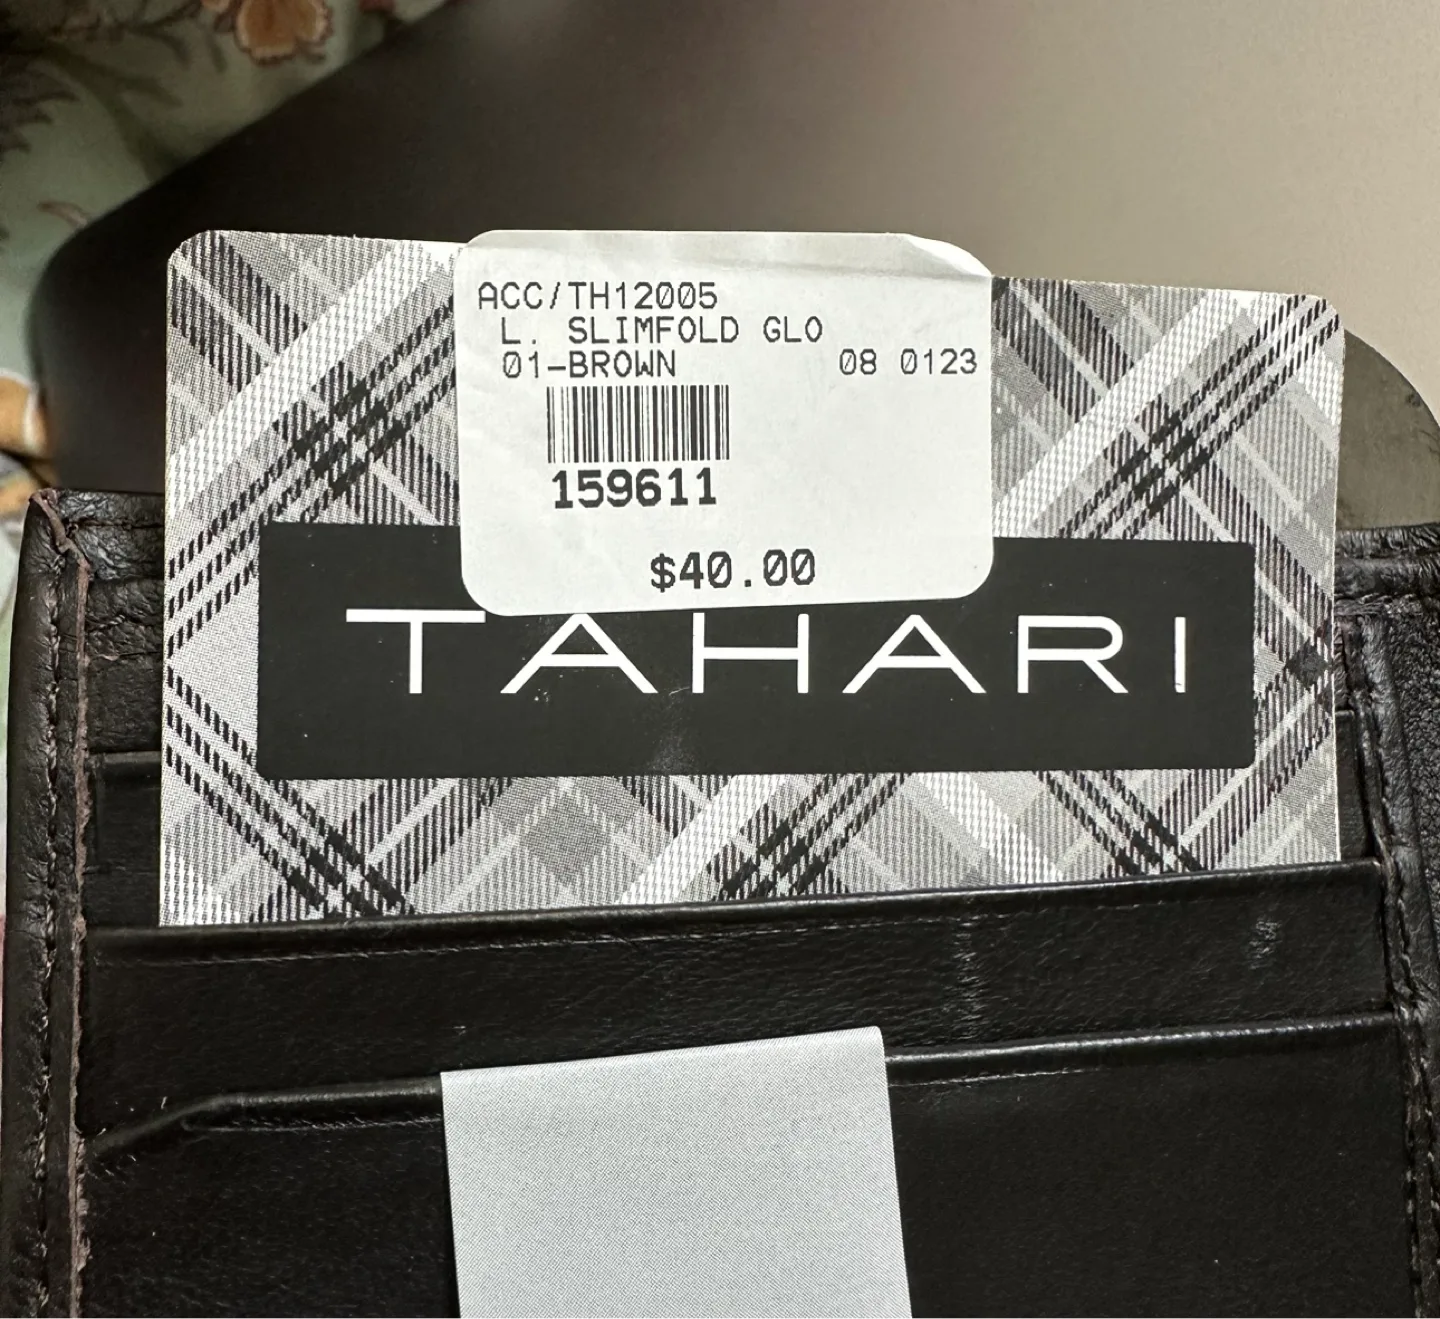 ACC/TH12005
L. SLIMFOLD GLO
01-BROWN 08 0123
159611
$40.00
TAHARI